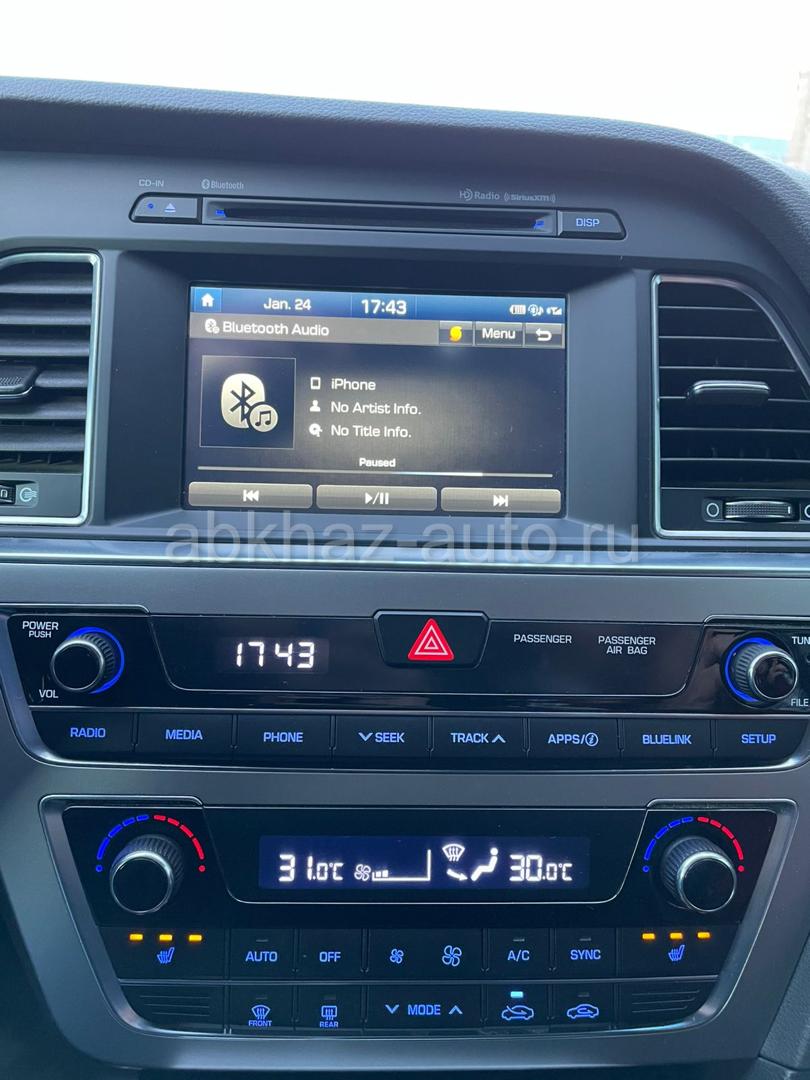 CD-IN
Bluetooth
HD Radio (((SiriusXM)))
DISP
Jan. 24
17:43
Bluetooth Audio
Menu
iPhone
No Artist Info.
No Title Info.
Paused
abkhaz-auto.ru
POWER
PUSH
VOL
17 43
PASSENGER
PASSENGER
AIR BAG
TUN
FILE
RADIO
MEDIA
PHONE
SEEK
TRACK
APPS/i
BLUELINK
SETUP
31.0°C
30.0°C
AUTO
OFF
A/C
SYNC
FRONT
REAR
MODE